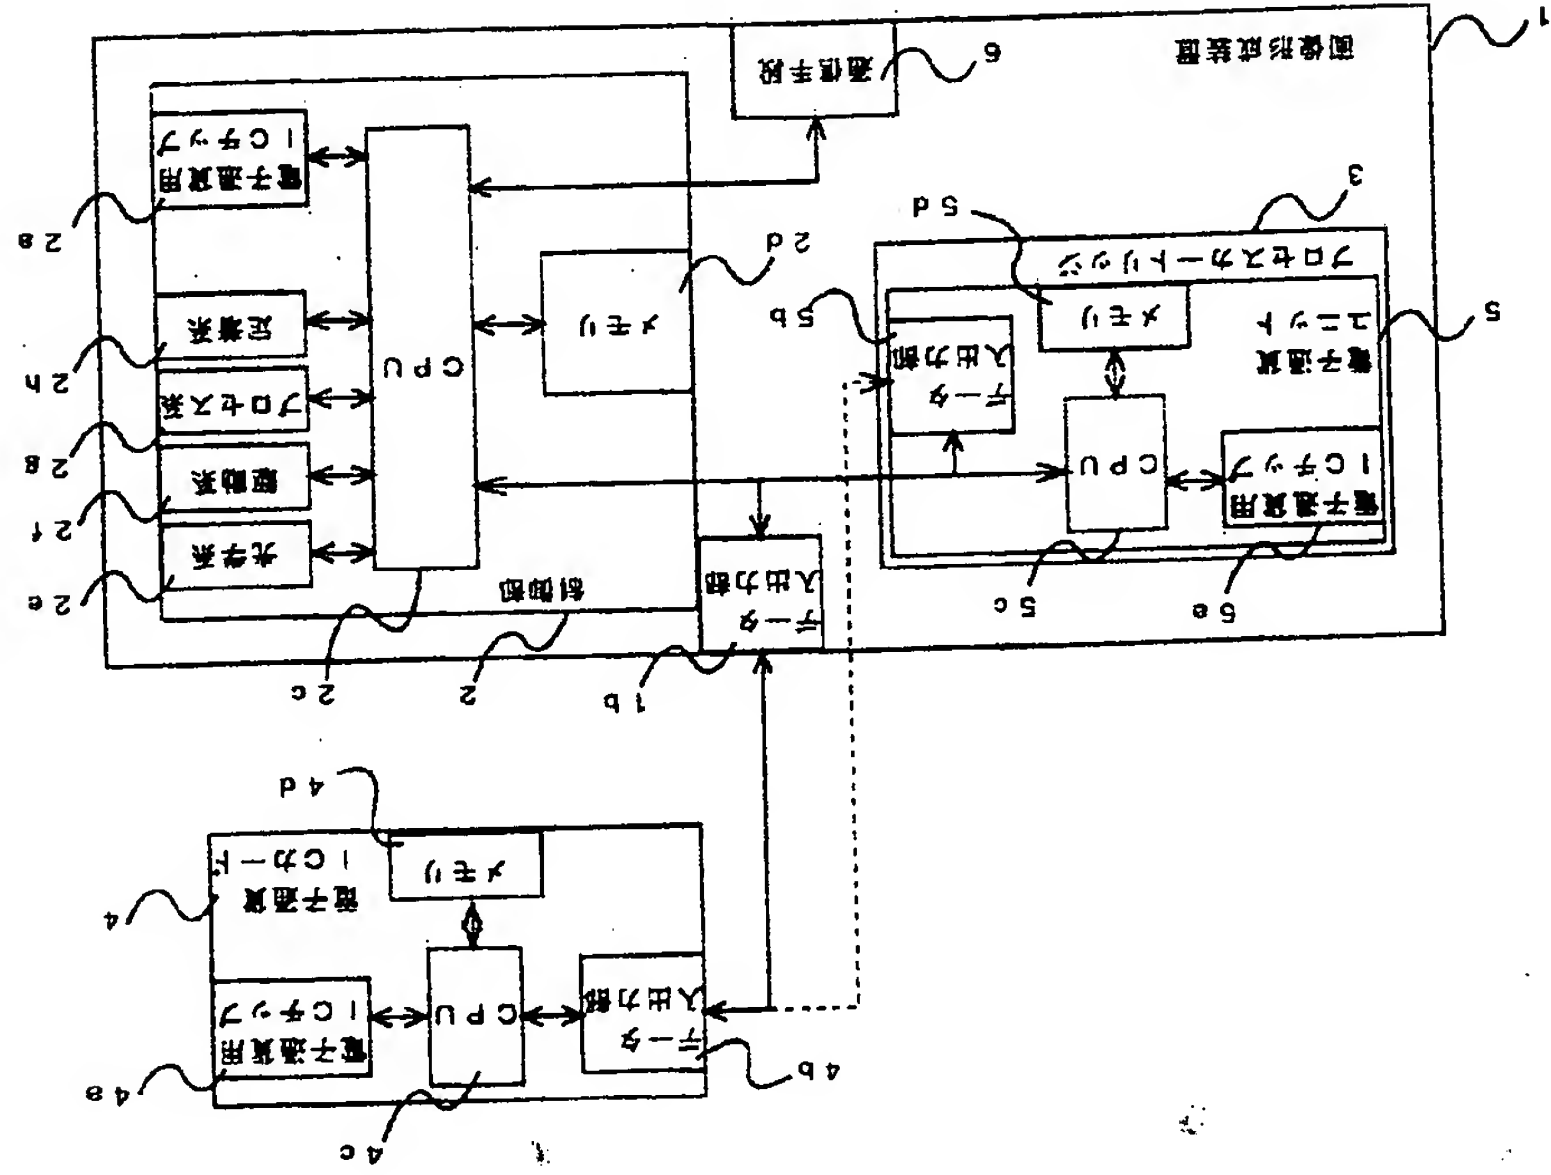 4c
4b
4a
データ
入出力部
CPU
電子通貨用
ICチップ
電子通貨
ICカード
4
メモリ
4d
1b
2
2c
データ
入出力部
制御部
5a
5c
電子通貨用
ICチップ
CPU
データ
入出力部
電子通貨
ユニット
メモリ
5
5b
5d
プロセスカートリッジ
3
CPU
メモリ
2d
光学系
2e
駆動系
2f
プロセス系
2g
定着系
2h
電子通貨用
ICチップ
2a
通信手段
6
画像形成装置
1